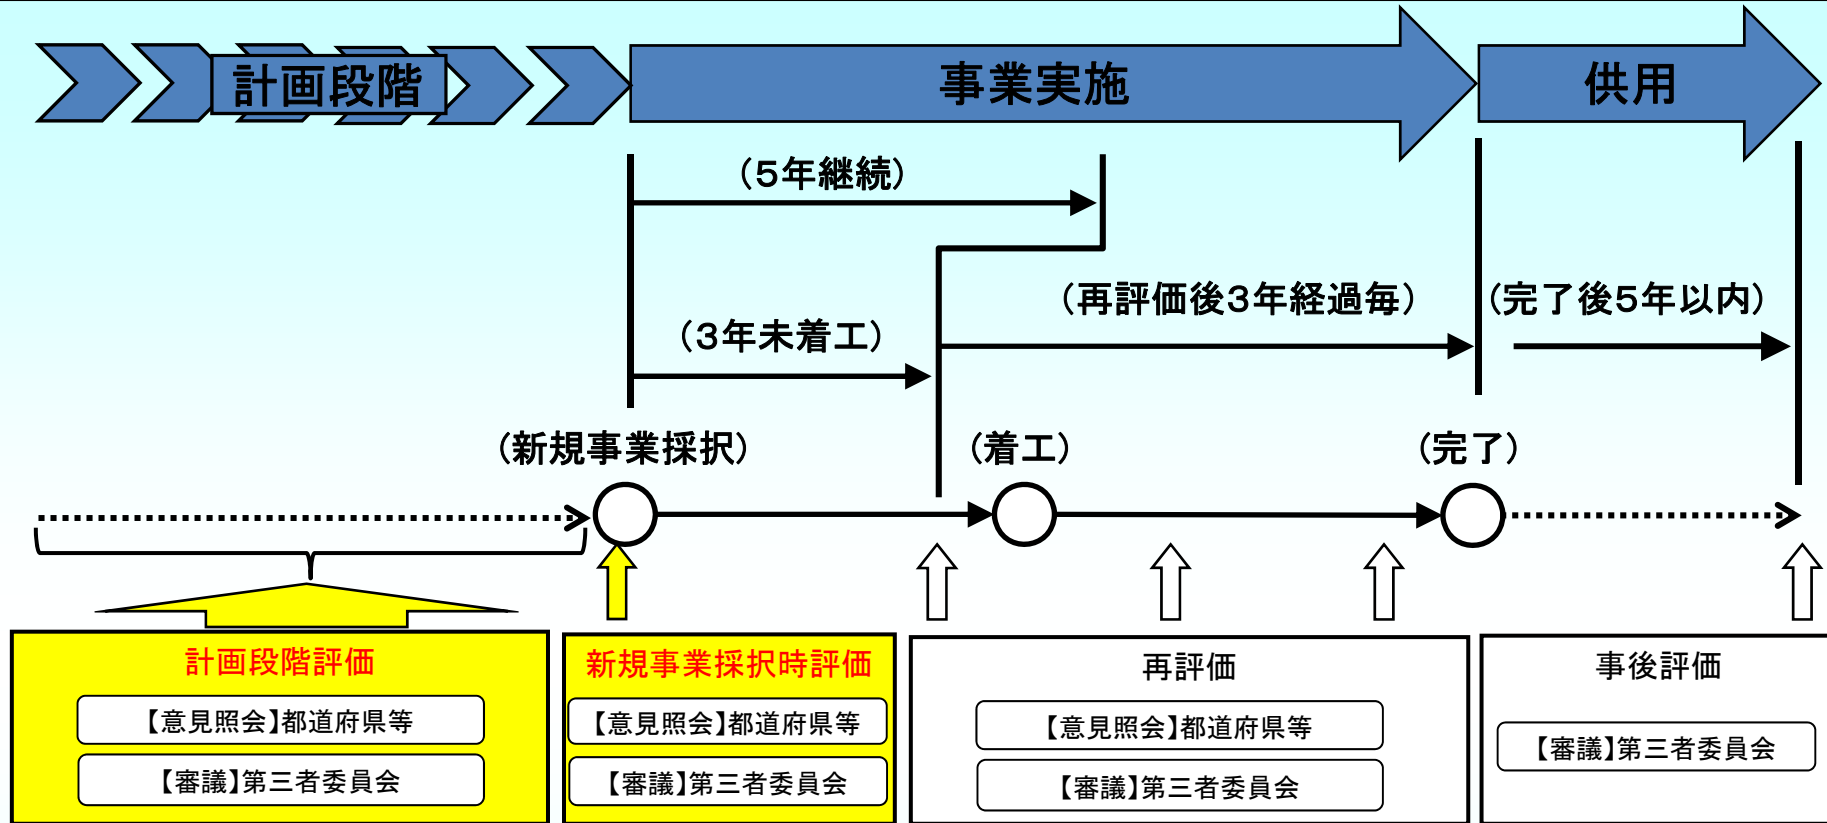 計画段階
事業実施
供用
（５年継続）
（再評価後３年経過毎）
（完了後５年以内）
（３年未着工）
（新規事業採択）
（着工）
（完了）
計画段階評価
【意見照会】都道府県等
【審議】第三者委員会
新規事業採択時評価
【意見照会】都道府県等
【審議】第三者委員会
再評価
【意見照会】都道府県等
【審議】第三者委員会
事後評価
【審議】第三者委員会